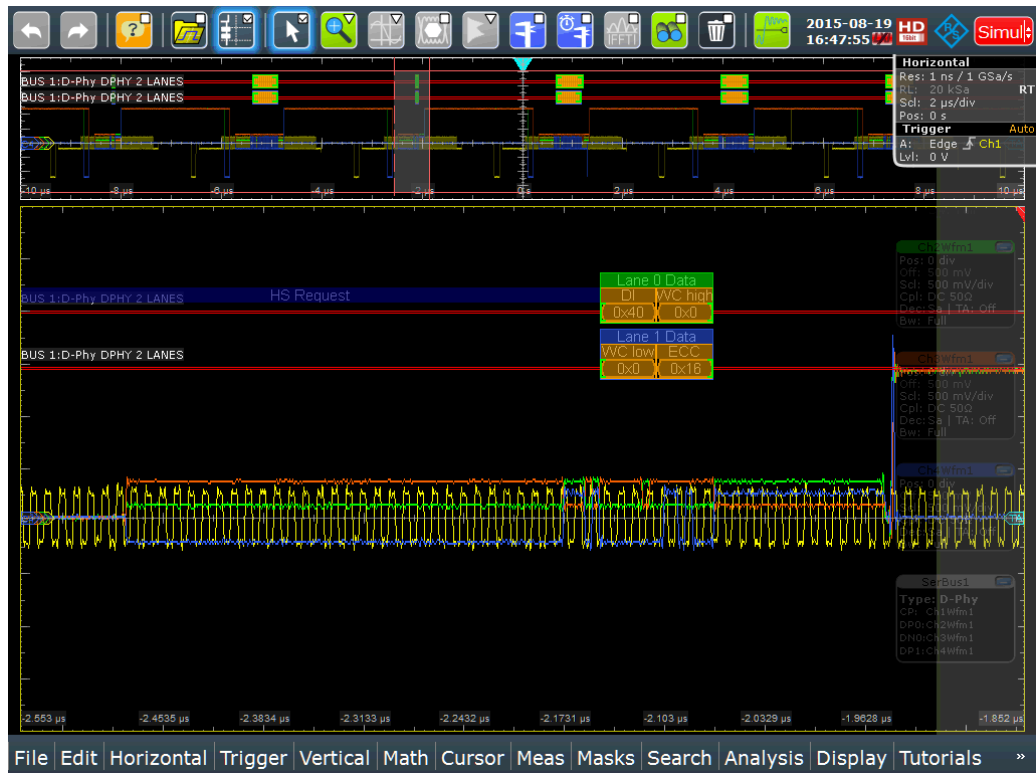 2015-08-19
16:47:55
HD
16bit
Simul
IFFT
Horizontal
Res: 1 ns / 1 GSa/s
RL: 20 kSa RT
Scl: 2 µs/div
Pos: 0 s
Trigger Auto
A: Edge Ch1
Lvl: 0 V
BUS 1:D-Phy DPHY 2 LANES
BUS 1:D-Phy DPHY 2 LANES
-10 µs -8 µs -6 µs -4 µs -2 µs 0 s 2 µs 4 µs 6 µs 8 µs 10 µs
Ch2Wfm1
Pos: 0 div
Off: 500 mV
Scl: 500 mV/div
Cpl: DC 50Ω
Dec: Sa | TA: Off
Bw: Full
Lane 0 Data
BUS 1:D-Phy DPHY 2 LANES HS Request DI WC high
0x40 0x0
Lane 1 Data
BUS 1:D-Phy DPHY 2 LANES WC low ECC
0x0 0x16
Ch3Wfm1
Off: 500 mV
Scl: 500 mV/div
Cpl: DC 50Ω
Dec: Sa | TA: Off
Bw: Full
Ch4Wfm1
Pos: 0 div
TA
SerBus1
Type: D-Phy
CP: Ch1Wfm1
DP0:Ch2Wfm1
DN0:Ch3Wfm1
DP1:Ch4Wfm1
-2.553 µs -2.4535 µs -2.3834 µs -2.3133 µs -2.2432 µs -2.1731 µs -2.103 µs -2.0329 µs -1.9628 µs -1.852 µs
File Edit Horizontal Trigger Vertical Math Cursor Meas Masks Search Analysis Display Tutorials »